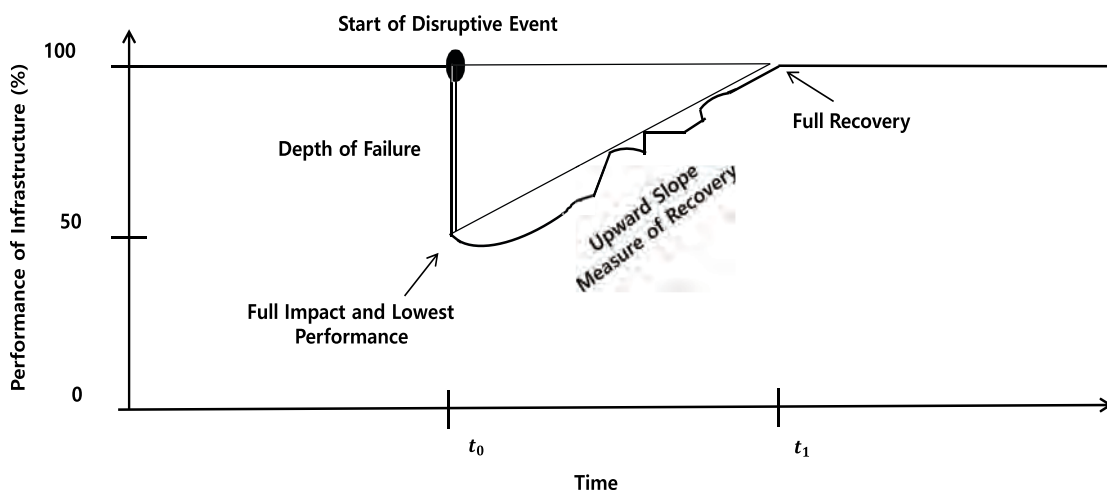 Start of Disruptive Event
100
Full Recovery
Depth of Failure
Upward Slope
Measure of Recovery
50
Full Impact and Lowest
Performance
0
t₀
t₁
Time
Performance of Infrastructure (%)